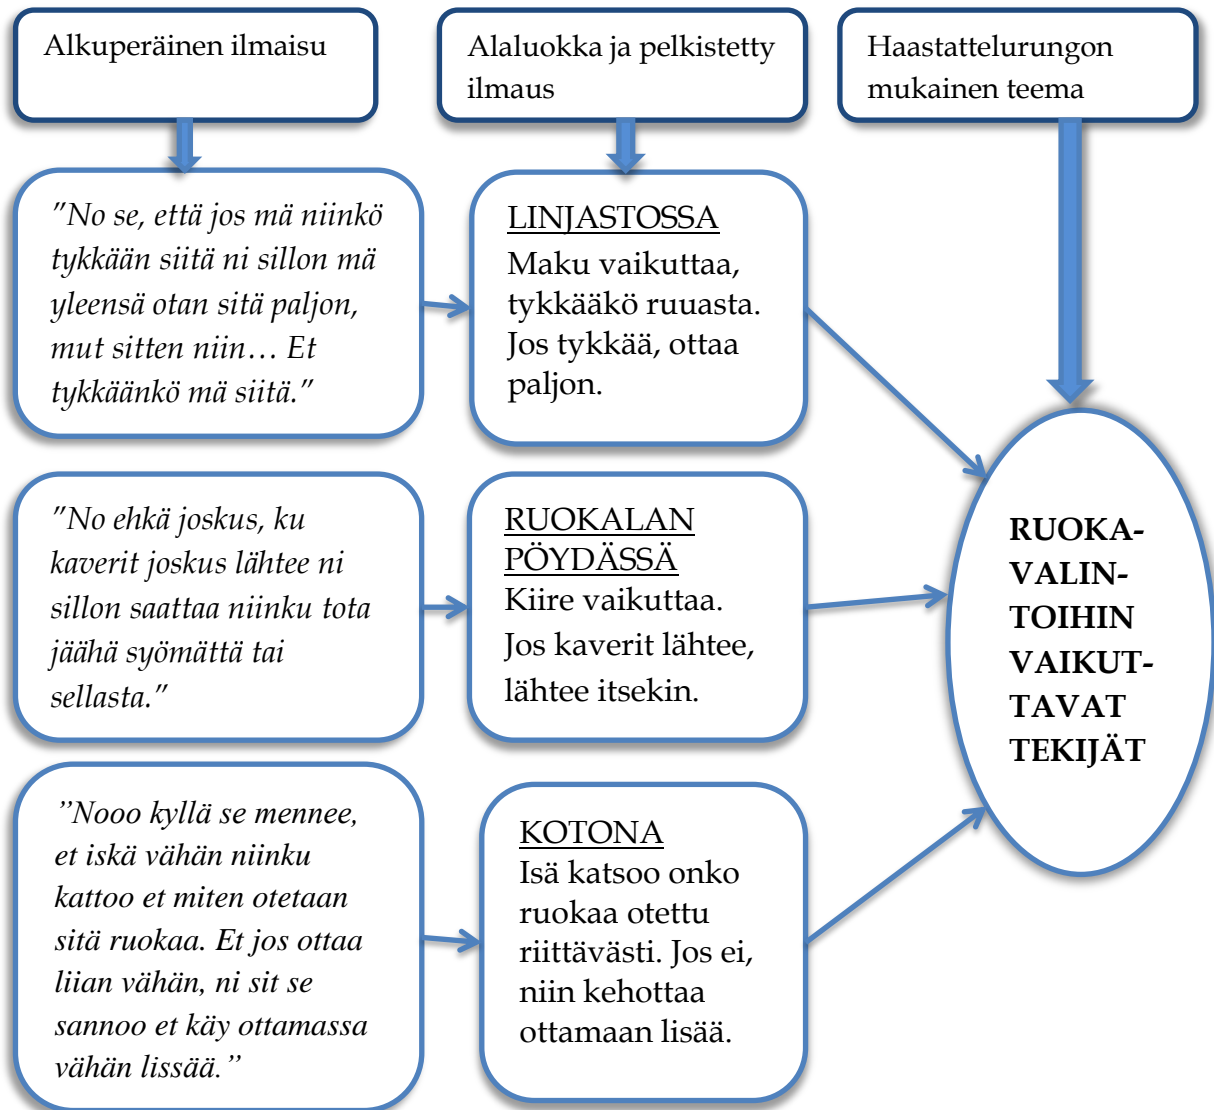 Alkuperäinen ilmaisu
Alaluokka ja pelkistetty
ilmaus
Haastattelurungon
mukainen teema
”No se, että jos mä niinkö
tykkään siitä ni sillon mä
yleensä otan sitä paljon,
mut sitten niin… Et
tykkäänkö mä siitä.”
LINJASTOSSA
Maku vaikuttaa,
tykkääkö ruuasta.
Jos tykkää, ottaa
paljon.
”No ehkä joskus, ku
kaverit joskus lähtee ni
sillon saattaa niinku tota
jäähä syömättä tai
sellasta.”
RUOKALAN
PÖYDÄSSÄ
Kiire vaikuttaa.
Jos kaverit lähtee,
lähtee itsekin.
”Nooo kyllä se mennee,
et iskä vähän niinku
kattoo et miten otetaan
sitä ruokaa. Et jos ottaa
liian vähän, ni sit se
sannoo et käy ottamassa
vähän lissää.”
KOTONA
Isä katsoo onko
ruokaa otettu
riittävästi. Jos ei,
niin kehottaa
ottamaan lisää.
RUOKA-
VALIN-
TOIHIN
VAIKUT-
TAVAT
TEKIJÄT